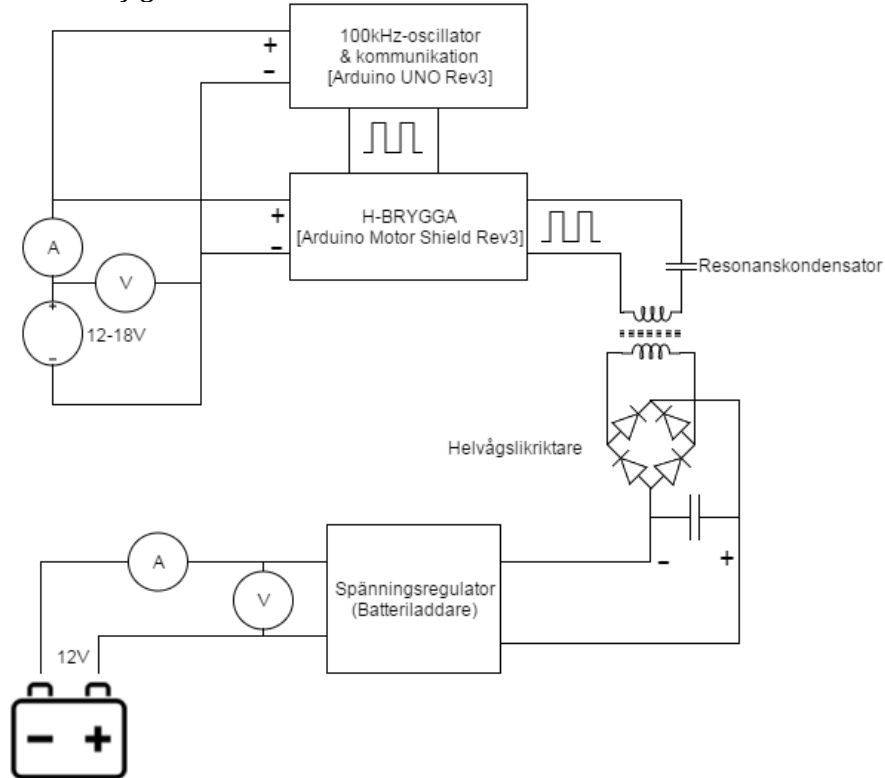 100kHz-oscillator
& kommunikation
[Arduino UNO Rev3]
+
-
H-BRYGGA
[Arduino Motor Shield Rev3]
+
-
A
V
Resonanskondensator
+
12-18V
-
Helvågslikriktare
- +
A
Spänningsregulator
(Batteriladdare)
V
12V
- +